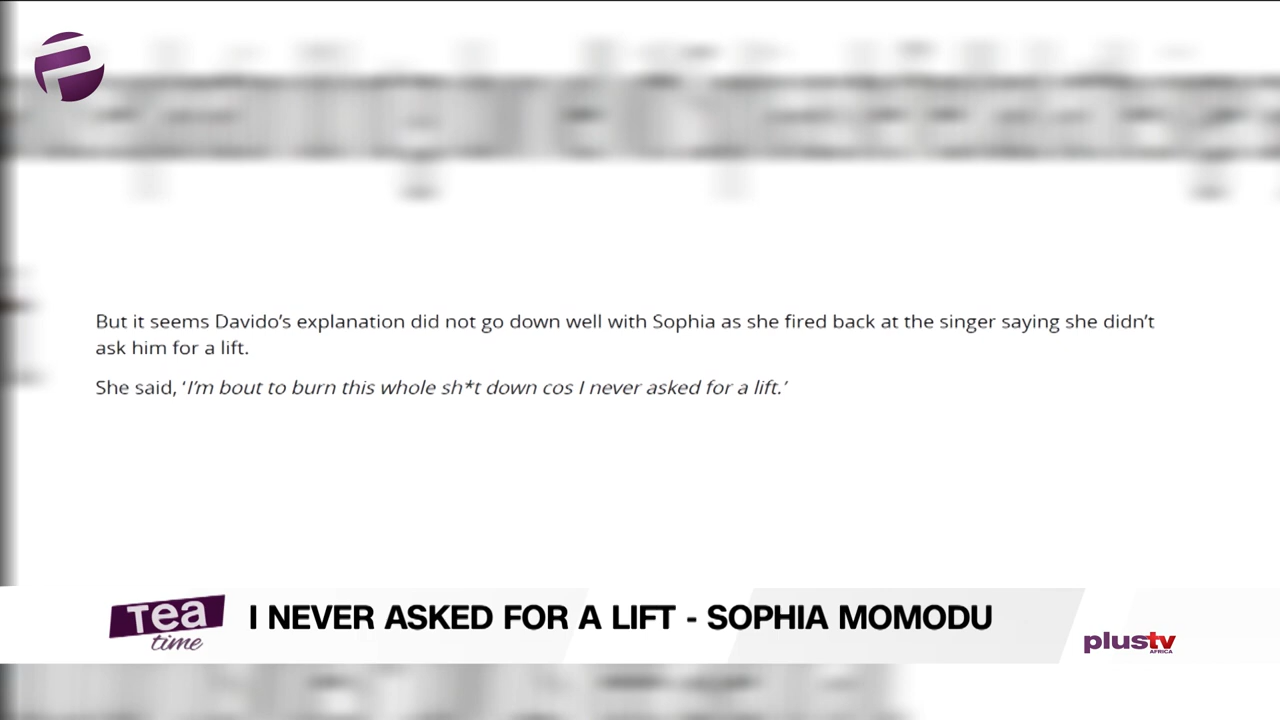 But it seems Davido’s explanation did not go down well with Sophia as she fired back at the singer saying she didn’t
ask him for a lift.
She said, ‘I’m bout to burn this whole sh*t down cos I never asked for a lift.’
Tea
time
I NEVER ASKED FOR A LIFT - SOPHIA MOMODU
plustv
AFRICA